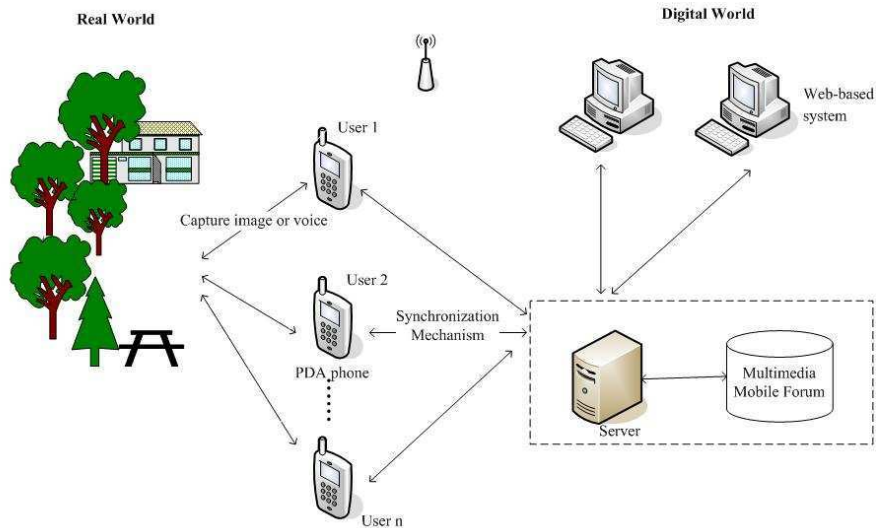 Real World
Digital World
Web-based
system
User 1
Capture image or voice
User 2
Synchronization
Mechanism
PDA phone
Multimedia
Mobile Forum
Server
User n